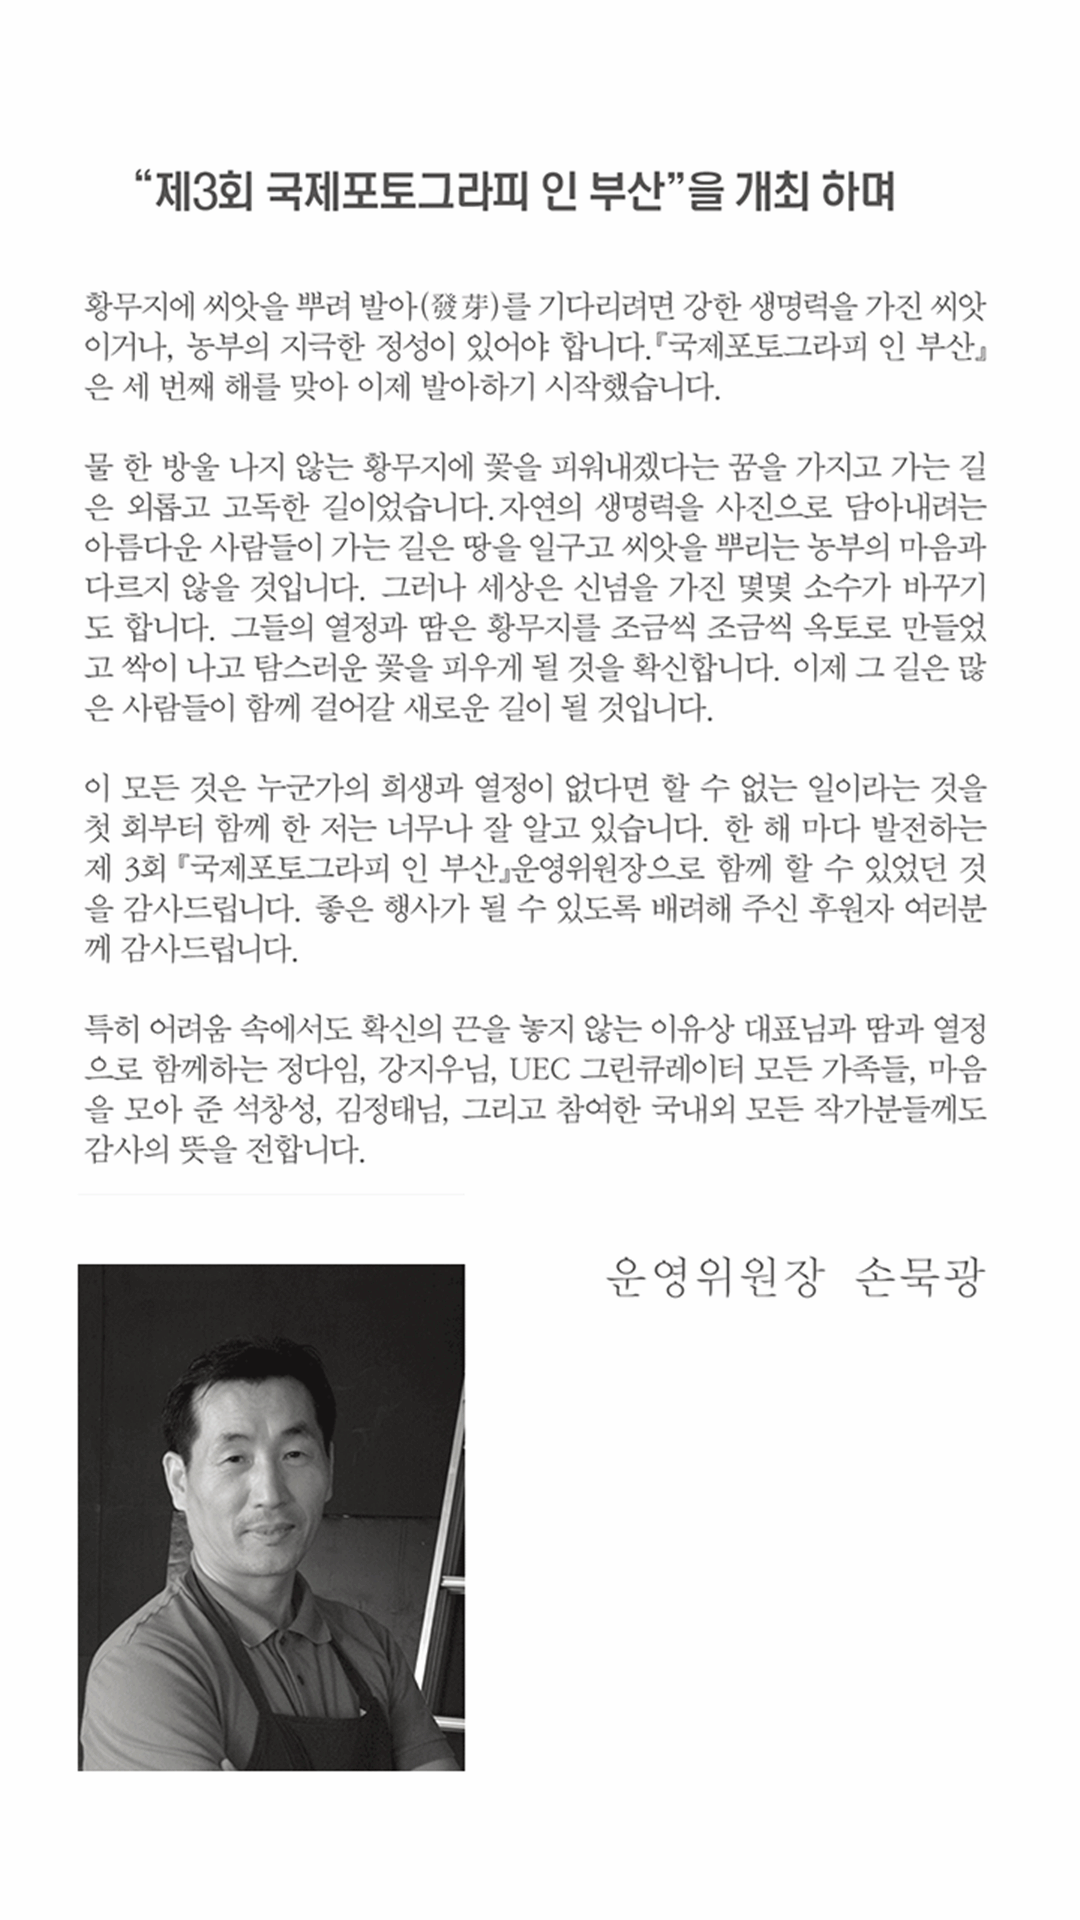 “제3회 국제포토그라피 인 부산”을 개최 하며
황무지에 씨앗을 뿌려 발아(發芽)를 기다리려면 강한 생명력을 가진 씨앗
이거나, 농부의 지극한 정성이 있어야 합니다.『국제포토그라피 인 부산』
은 세 번째 해를 맞아 이제 발아하기 시작했습니다.
물 한 방울 나지 않는 황무지에 꽃을 피워내겠다는 꿈을 가지고 가는 길
은 외롭고 고독한 길이었습니다.자연의 생명력을 사진으로 담아내려는
아름다운 사람들이 가는 길은 땅을 일구고 씨앗을 뿌리는 농부의 마음과
다르지 않을 것입니다. 그러나 세상은 신념을 가진 몇몇 소수가 바꾸기
도 합니다. 그들의 열정과 땀은 황무지를 조금씩 조금씩 옥토로 만들었
고 싹이 나고 탐스러운 꽃을 피우게 될 것을 확신합니다. 이제 그 길은 많
은 사람들이 함께 걸어갈 새로운 길이 될 것입니다.
이 모든 것은 누군가의 희생과 열정이 없다면 할 수 없는 일이라는 것을
첫 회부터 함께 한 저는 너무나 잘 알고 있습니다. 한 해 마다 발전하는
제 3회『국제포토그라피 인 부산』운영위원장으로 함께 할 수 있었던 것
을 감사드립니다. 좋은 행사가 될 수 있도록 배려해 주신 후원자 여러분
께 감사드립니다.
특히 어려움 속에서도 확신의 끈을 놓지 않는 이유상 대표님과 땀과 열정
으로 함께하는 정다임, 강지우님, UEC 그린큐레이터 모든 가족들, 마음
을 모아 준 석창성, 김정태님, 그리고 참여한 국내외 모든 작가분들께도
감사의 뜻을 전합니다.
운영위원장 손묵광